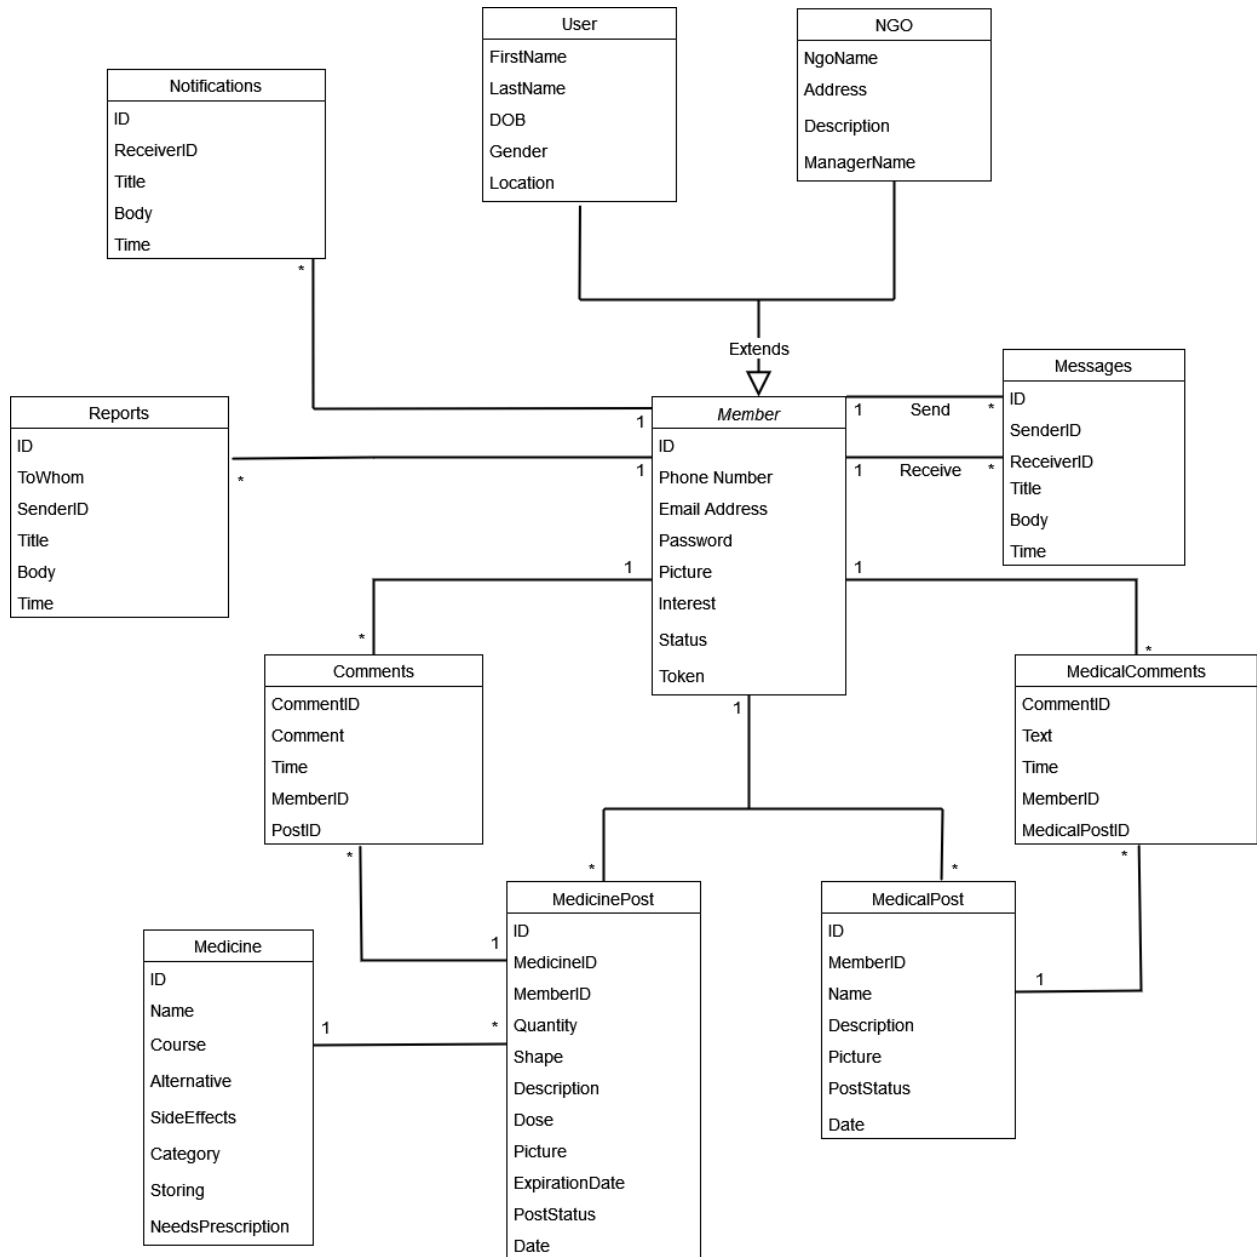 User
FirstName
LastName
DOB
Gender
Location
NGO
NgoName
Address
Description
ManagerName
Notifications
ID
ReceiverID
Title
Body
Time
*
Extends
Reports
ID
ToWhom
SenderID
Title
Body
Time
*
1
1
Member
ID
Phone Number
Email Address
Password
Picture
Interest
Status
Token
1
Send
*
1
Receive
*
Messages
ID
SenderID
ReceiverID
Title
Body
Time
1
*
1
*
Comments
CommentID
Comment
Time
MemberID
PostID
*
MedicalComments
CommentID
Text
Time
MemberID
MedicalPostID
*
1
*
*
Medicine
ID
Name
Course
Alternative
SideEffects
Category
Storing
NeedsPrescription
1
*
1
MedicinePost
ID
MedicineID
MemberID
Quantity
Shape
Description
Dose
Picture
ExpirationDate
PostStatus
Date
MedicalPost
ID
MemberID
Name
Description
Picture
PostStatus
Date
1